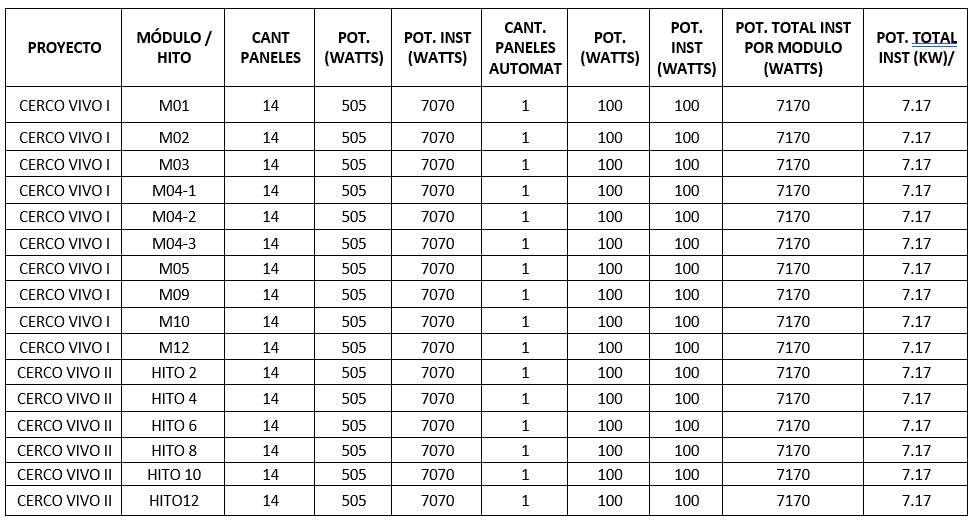 PROYECTO | MÓDULO / HITO | CANT PANELES | POT. (WATTS) | POT. INST (WATTS) | CANT. PANELES AUTOMAT | POT. (WATTS) | POT. INST (WATTS) | POT. TOTAL INST POR MODULO (WATTS) | POT. TOTAL INST (KW)/
CERCO VIVO I | M01 | 14 | 505 | 7070 | 1 | 100 | 100 | 7170 | 7.17
CERCO VIVO I | M02 | 14 | 505 | 7070 | 1 | 100 | 100 | 7170 | 7.17
CERCO VIVO I | M03 | 14 | 505 | 7070 | 1 | 100 | 100 | 7170 | 7.17
CERCO VIVO I | M04-1 | 14 | 505 | 7070 | 1 | 100 | 100 | 7170 | 7.17
CERCO VIVO I | M04-2 | 14 | 505 | 7070 | 1 | 100 | 100 | 7170 | 7.17
CERCO VIVO I | M04-3 | 14 | 505 | 7070 | 1 | 100 | 100 | 7170 | 7.17
CERCO VIVO I | M05 | 14 | 505 | 7070 | 1 | 100 | 100 | 7170 | 7.17
CERCO VIVO I | M09 | 14 | 505 | 7070 | 1 | 100 | 100 | 7170 | 7.17
CERCO VIVO I | M10 | 14 | 505 | 7070 | 1 | 100 | 100 | 7170 | 7.17
CERCO VIVO I | M12 | 14 | 505 | 7070 | 1 | 100 | 100 | 7170 | 7.17
CERCO VIVO II | HITO 2 | 14 | 505 | 7070 | 1 | 100 | 100 | 7170 | 7.17
CERCO VIVO II | HITO 4 | 14 | 505 | 7070 | 1 | 100 | 100 | 7170 | 7.17
CERCO VIVO II | HITO 6 | 14 | 505 | 7070 | 1 | 100 | 100 | 7170 | 7.17
CERCO VIVO II | HITO 8 | 14 | 505 | 7070 | 1 | 100 | 100 | 7170 | 7.17
CERCO VIVO II | HITO 10 | 14 | 505 | 7070 | 1 | 100 | 100 | 7170 | 7.17
CERCO VIVO II | HITO12 | 14 | 505 | 7070 | 1 | 100 | 100 | 7170 | 7.17